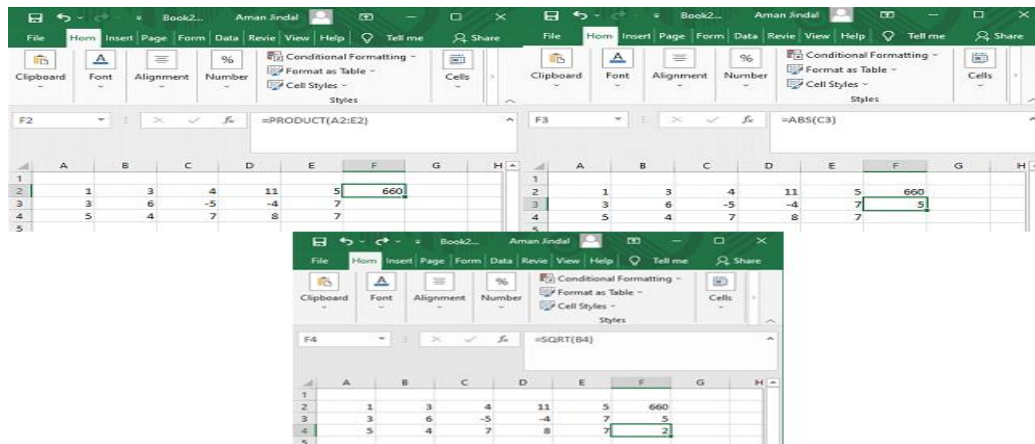 Book2... Aman Jindal
File Hom Insert Page Form Data Revie View Help Tell me Share
Clipboard Font Alignment % Number Conditional Formatting Format as Table Cell Styles Styles Cells
F2 fx =PRODUCT(A2:E2)
A B C D E F G H
1
2 1 3 4 11 5 660
3 3 6 -5 -4 7
4 5 4 7 8 7
5
Book2... Aman Jindal
File Hom Insert Page Form Data Revie View Help Tell me Share
Clipboard Font Alignment % Number Conditional Formatting Format as Table Cell Styles Styles Cells
F3 fx =ABS(C3)
A B C D E F G H
1
2 1 3 4 11 5 660
3 3 6 -5 -4 7 5
4 5 4 7 8 7
5
Book2... Aman Jindal
File Hom Insert Page Form Data Revie View Help Tell me Share
Clipboard Font Alignment % Number Conditional Formatting Format as Table Cell Styles Styles Cells
F4 fx =SQRT(B4)
A B C D E F G H
1
2 1 3 4 11 5 660
3 3 6 -5 -4 7 5
4 5 4 7 8 7 2
5